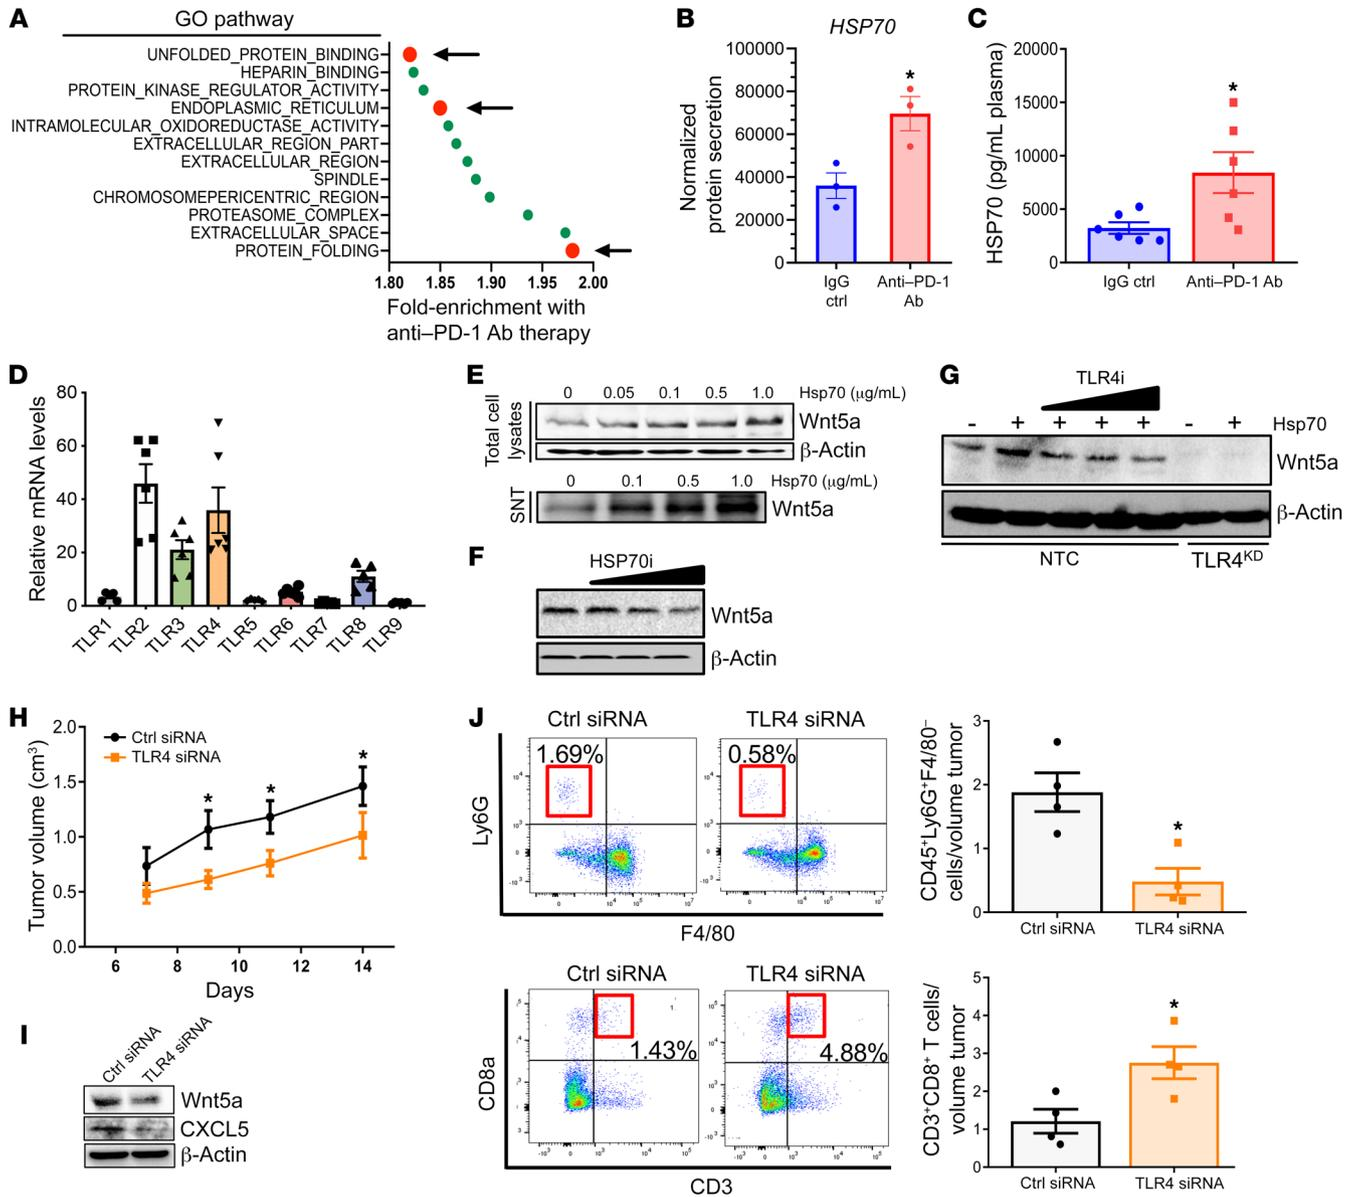 A
GO pathway
UNFOLDED_PROTEIN_BINDING
HEPARIN_BINDING
PROTEIN_KINASE_REGULATOR_ACTIVITY
ENDOPLASMIC_RETICULUM
INTRAMOLECULAR_OXIDOREDUCTASE_ACTIVITY
EXTRACELLULAR_REGION_PART
EXTRACELLULAR_REGION
SPINDLE
CHROMOSOMEPERICENTRIC_REGION
PROTEASOME_COMPLEX
EXTRACELLULAR_SPACE
PROTEIN_FOLDING
1.80 1.85 1.90 1.95 2.00
Fold-enrichment with
anti–PD-1 Ab therapy
B
HSP70
Normalized
protein secretion
100000
80000
60000
40000
20000
0
*
IgG
ctrl
Anti–PD-1
Ab
C
HSP70 (pg/mL plasma)
20000
15000
10000
5000
0
*
IgG ctrl
Anti–PD-1 Ab
D
Relative mRNA levels
80
60
40
20
0
TLR1
TLR2
TLR3
TLR4
TLR5
TLR6
TLR7
TLR8
TLR9
E
Total cell
lysates
0 0.05 0.1 0.5 1.0 Hsp70 (µg/mL)
Wnt5a
β-Actin
SNT
0 0.1 0.5 1.0 Hsp70 (µg/mL)
Wnt5a
F
HSP70i
Wnt5a
β-Actin
G
TLR4i
- + + + + - + Hsp70
Wnt5a
β-Actin
NTC
TLR4KD
H
Tumor volume (cm3)
2.0
1.5
1.0
0.5
0.0
Ctrl siRNA
TLR4 siRNA
* * *
6 8 10 12 14
Days
I
Ctrl siRNA
TLR4 siRNA
Wnt5a
CXCL5
β-Actin
J
Ctrl siRNA
TLR4 siRNA
1.69%
0.58%
Ly6G
F4/80
CD45+Ly6G+F4/80–
cells/volume tumor
3
2
1
0
*
Ctrl siRNA
TLR4 siRNA
Ctrl siRNA
TLR4 siRNA
1.43%
4.88%
CD8a
CD3
CD3+CD8+ T cells/
volume tumor
5
4
3
2
1
0
*
Ctrl siRNA
TLR4 siRNA